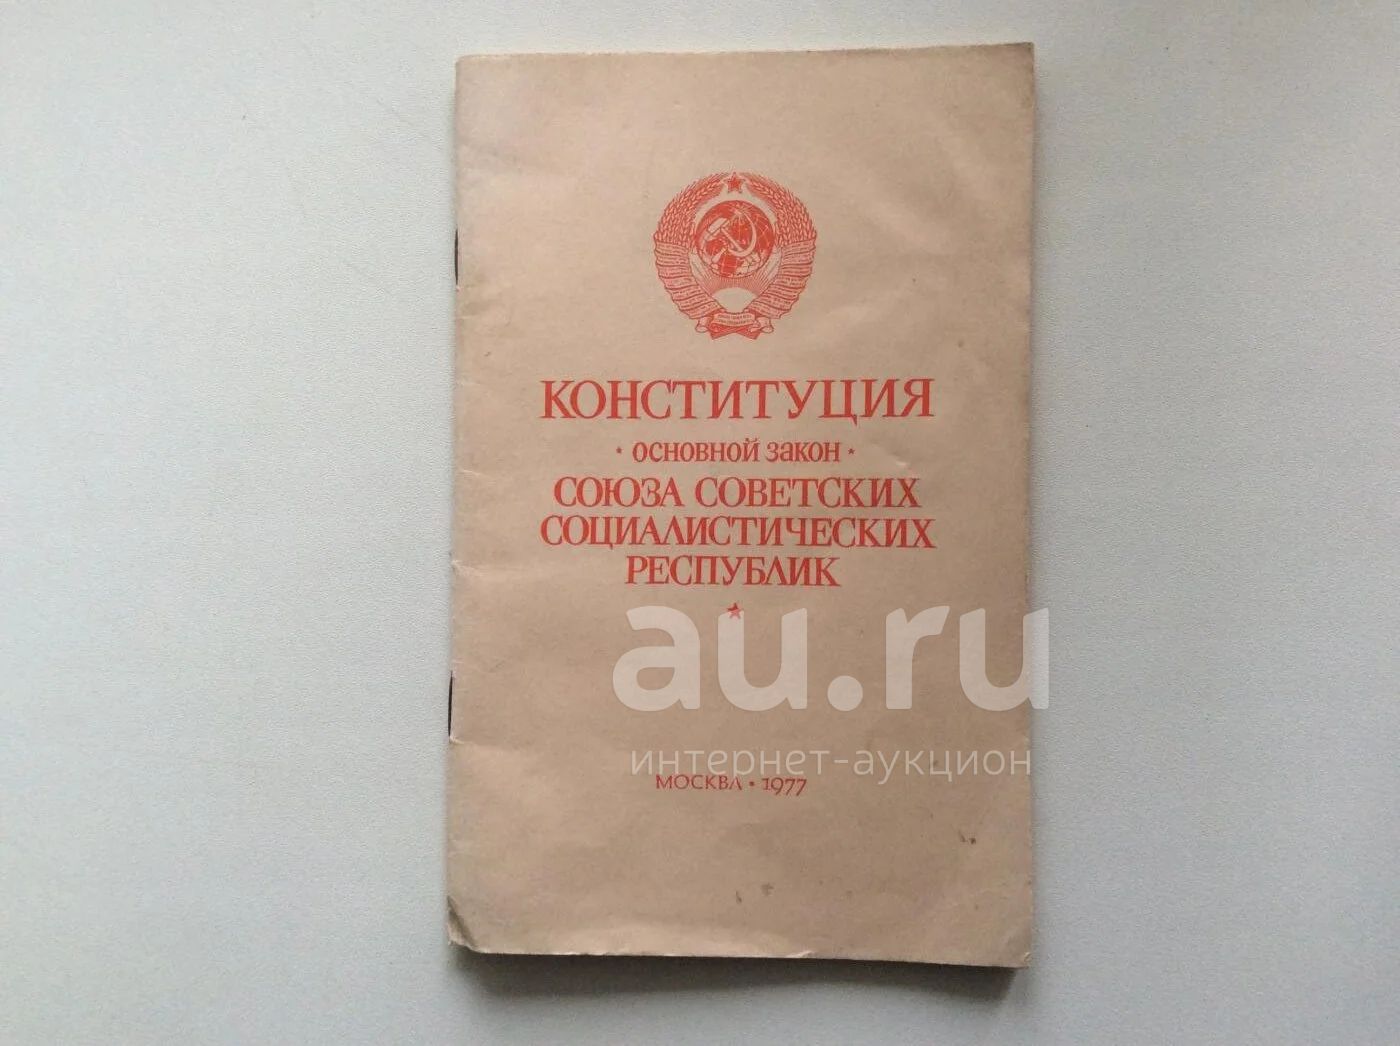 КОНСТИТУЦИЯ
• ОСНОВНОЙ ЗАКОН •
СОЮЗА СОВЕТСКИХ
СОЦИАЛИСТИЧЕСКИХ
РЕСПУБЛИК
au.ru
интернет-аукцион
МОСКВА • 1977